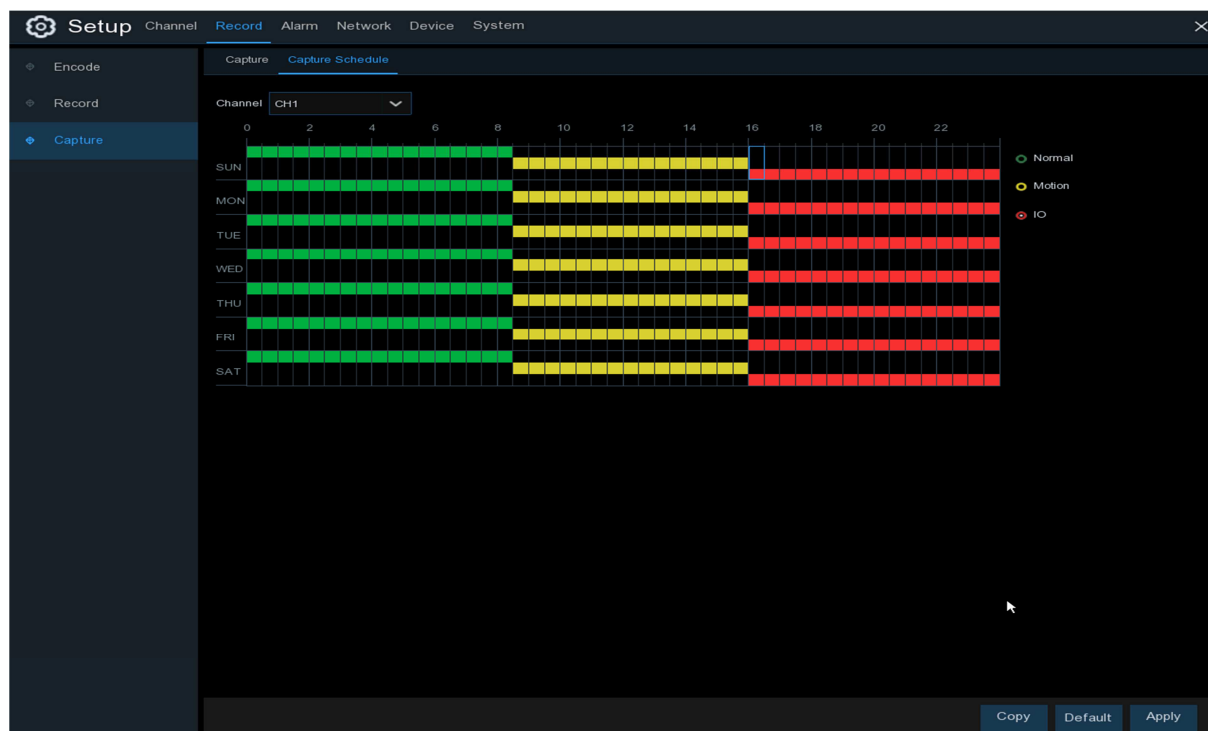 Setup Channel Record Alarm Network Device System
Encode
Record
Capture
Capture Capture Schedule
Channel CH1
0 2 4 6 8 10 12 14 16 18 20 22
SUN
MON
TUE
WED
THU
FRI
SAT
Normal
Motion
IO
Copy Default Apply